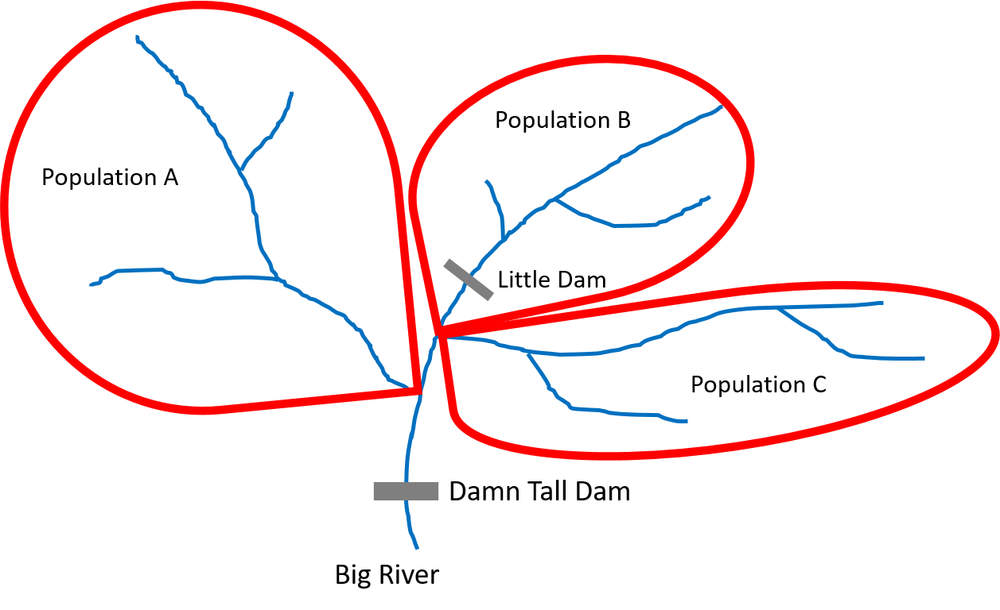 Population B
Population A
Little Dam
Population C
Damn Tall Dam
Big River